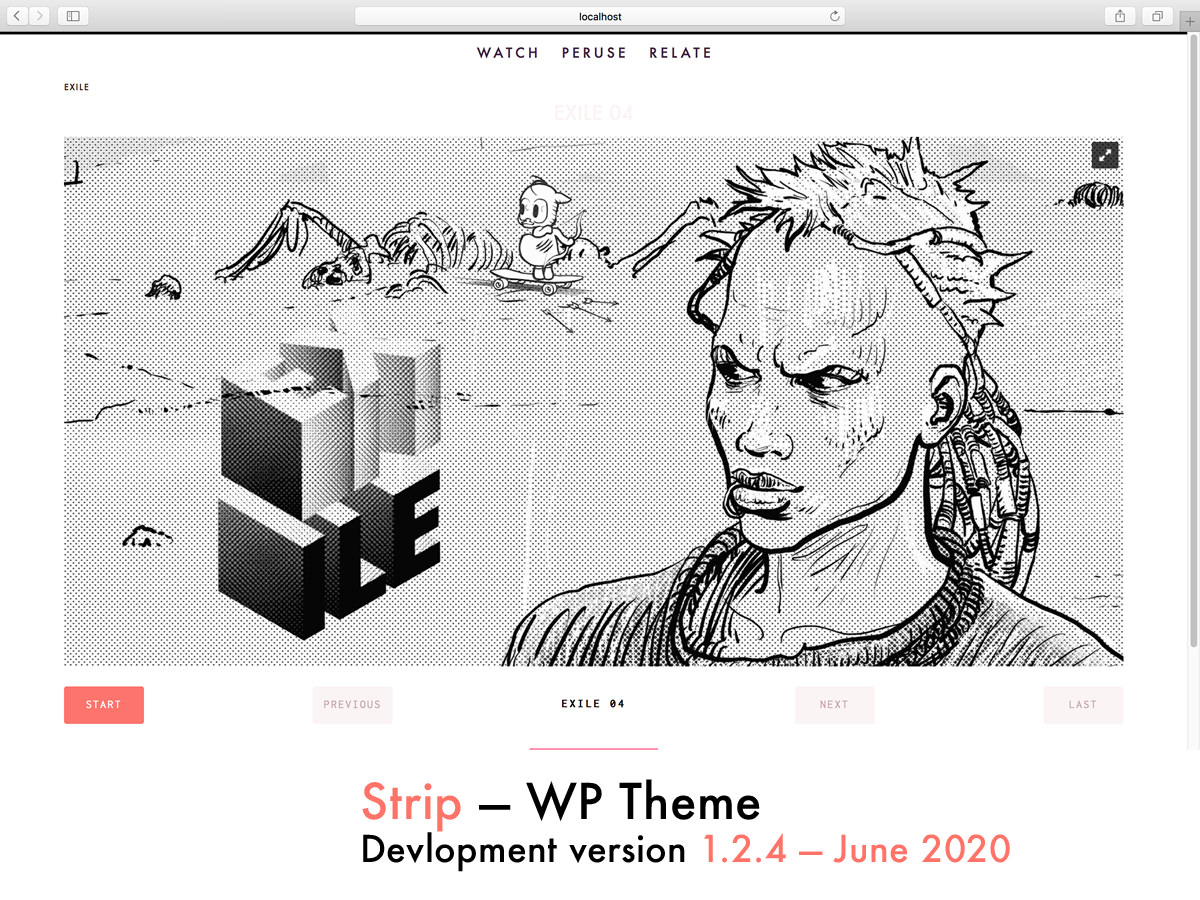 localhost
WATCH PERUSE RELATE
EXILE
EXILE 04
START PREVIOUS EXILE 04 NEXT LAST
Strip – WP Theme
Devlopment version 1.2.4 – June 2020